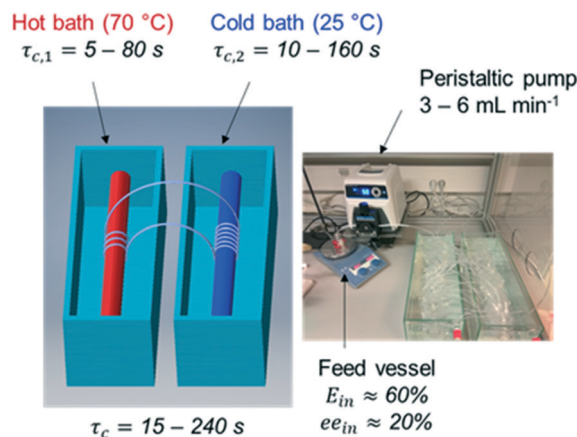 Hot bath (70 °C)
τc,1 = 5 – 80 s
Cold bath (25 °C)
τc,2 = 10 – 160 s
Peristaltic pump
3 – 6 mL min⁻¹
Feed vessel
Ein ≈ 60%
eein ≈ 20%
τc = 15 – 240 s